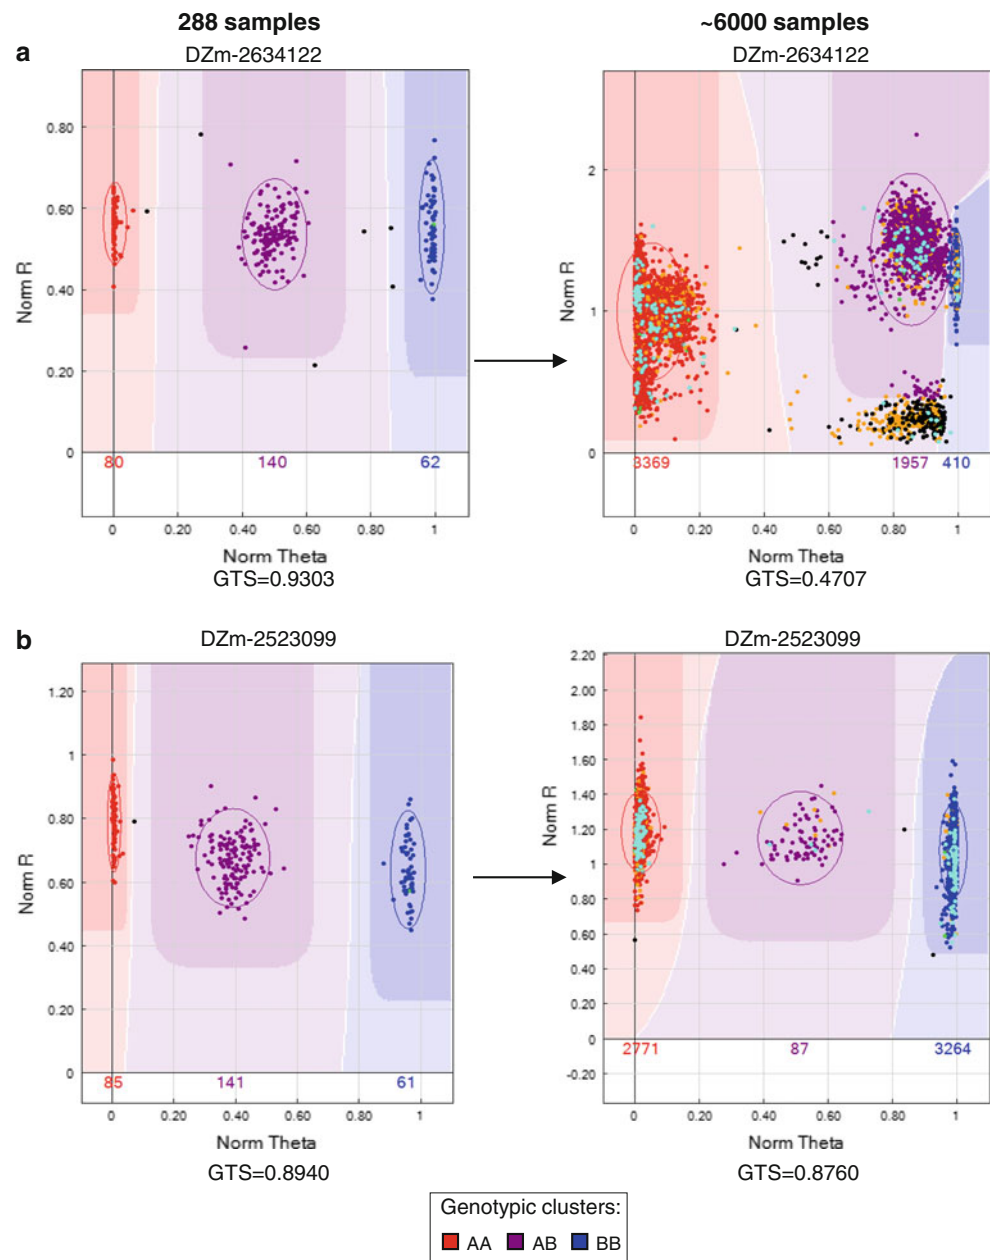 288 samples
~6000 samples
a
DZm-2634122
DZm-2634122
Norm R
0.80
0.60
0.40
0.20
0
80
140
62
0
0.20
0.40
0.60
0.80
1
Norm Theta
GTS=0.9303
Norm R
2
1
0
3369
1957
410
0
0.20
0.40
0.60
0.80
1
Norm Theta
GTS=0.4707
b
DZm-2523099
DZm-2523099
Norm R
1.20
1
0.80
0.60
0.40
0.20
0
85
141
61
0
0.20
0.40
0.60
0.80
1
Norm Theta
GTS=0.8940
Norm R
2.20
2.00
1.80
1.60
1.40
1.20
1.00
0.80
0.60
0.40
0.20
0
-0.20
2771
87
3264
0
0.20
0.40
0.60
0.80
1
Norm Theta
GTS=0.8760
Genotypic clusters:
AA AB BB